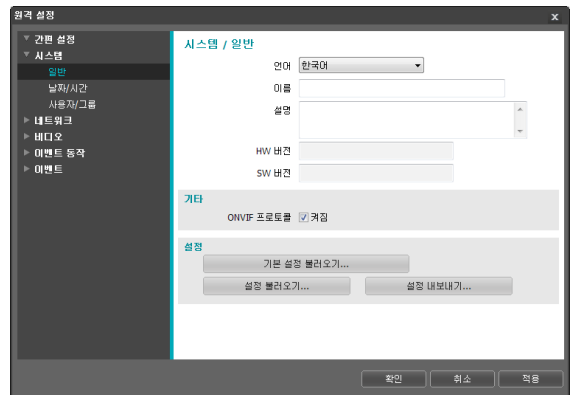 원격 설정
x
간편 설정
시스템
일반
날짜/시간
사용자/그룹
네트워크
비디오
이벤트 동작
이벤트
시스템 / 일반
언어 한국어
이름
설명
HW 버전
SW 버전
기타
ONVIF 프로토콜 켜짐
설정
기본 설정 불러오기...
설정 불러오기... 설정 내보내기...
확인 취소 적용